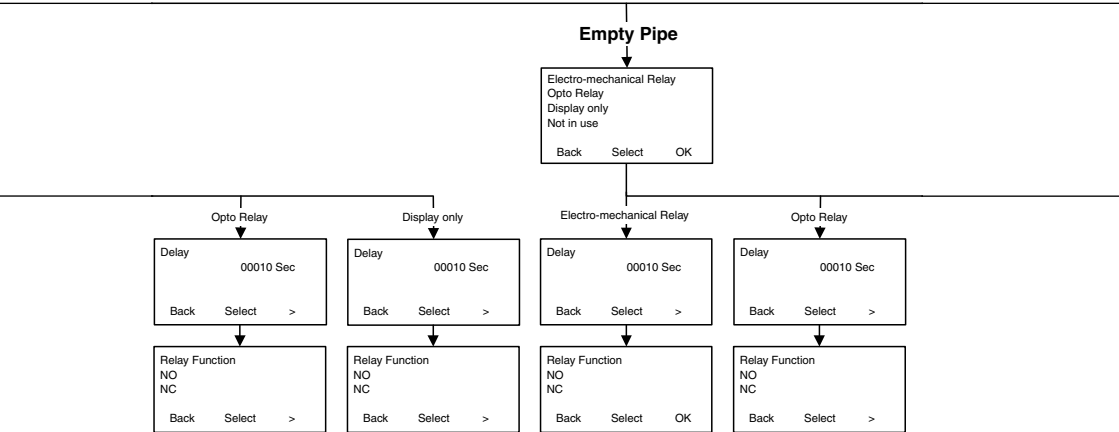 Empty Pipe
Electro-mechanical Relay
Opto Relay
Display only
Not in use
Back Select OK
Opto Relay
Display only
Electro-mechanical Relay
Opto Relay
Delay
00010 Sec
Back Select >
Delay
00010 Sec
Back Select >
Delay
00010 Sec
Back Select >
Delay
00010 Sec
Back Select >
Relay Function
NO
NC
Back Select >
Relay Function
NO
NC
Back Select >
Relay Function
NO
NC
Back Select OK
Relay Function
NO
NC
Back Select >